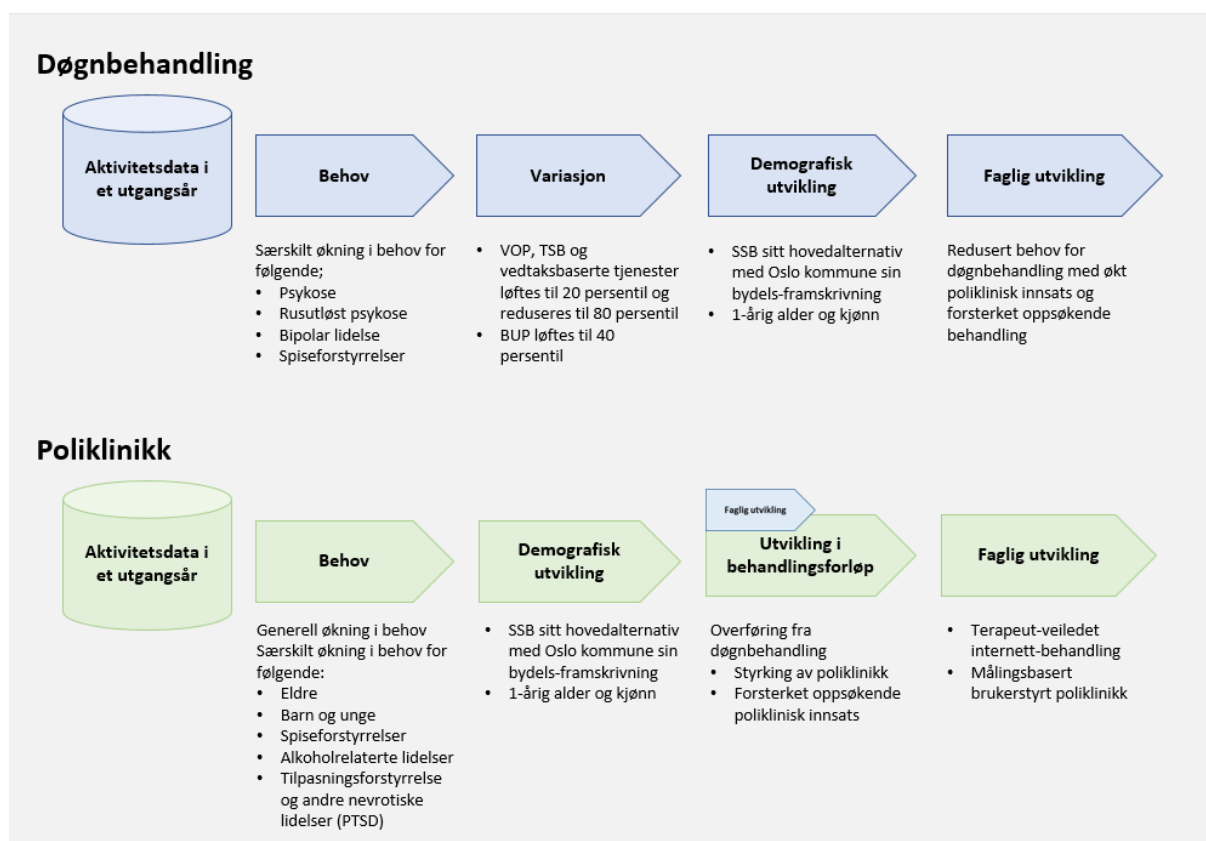 Døgnbehandling
Aktivitetsdata i
et utgangsår
Behov
Særskilt økning i behov for
følgende;
• Psykose
• Rusutløst psykose
• Bipolar lidelse
• Spiseforstyrrelser
Variasjon
• VOP, TSB og
vedtaksbaserte tjenester
løftes til 20 persentil og
reduseres til 80 persentil
• BUP løftes til 40
persentil
Demografisk
utvikling
• SSB sitt hovedalternativ
med Oslo kommune sin
bydels-framskrivning
• 1-årig alder og kjønn
Faglig utvikling
Redusert behov for
døgnbehandling med økt
poliklinisk innsats og
forsterket oppsøkende
behandling
Poliklinikk
Aktivitetsdata i
et utgangsår
Behov
Generell økning i behov
Særskilt økning i behov for
følgende:
• Eldre
• Barn og unge
• Spiseforstyrrelser
• Alkoholrelaterte lidelser
• Tilpasningsforstyrrelse
og andre nevrotiske
lidelser (PTSD)
Demografisk
utvikling
• SSB sitt hovedalternativ
med Oslo kommune sin
bydels-framskrivning
• 1-årig alder og kjønn
Faglig utvikling
Utvikling i
behandlingsforløp
Overføring fra
døgnbehandling
• Styrking av poliklinikk
• Forsterket oppsøkende
poliklinisk innsats
Faglig utvikling
• Terapeut-veiledet
internett-behandling
• Målingsbasert
brukerstyrt poliklinikk